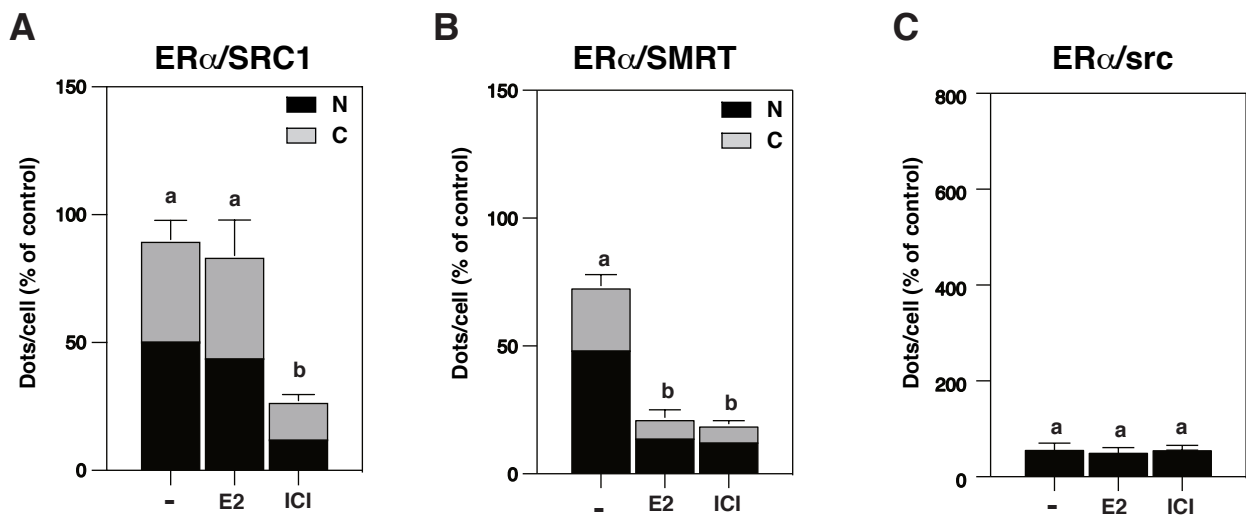 A
ERα/SRC1
Dots/cell (% of control)
150
100
50
0
N
C
a
a
b
-
E2
ICI
B
ERα/SMRT
Dots/cell (% of control)
150
100
50
0
N
C
a
b
b
-
E2
ICI
C
ERα/src
Dots/cell (% of control)
800
600
400
200
0
a
a
a
-
E2
ICI